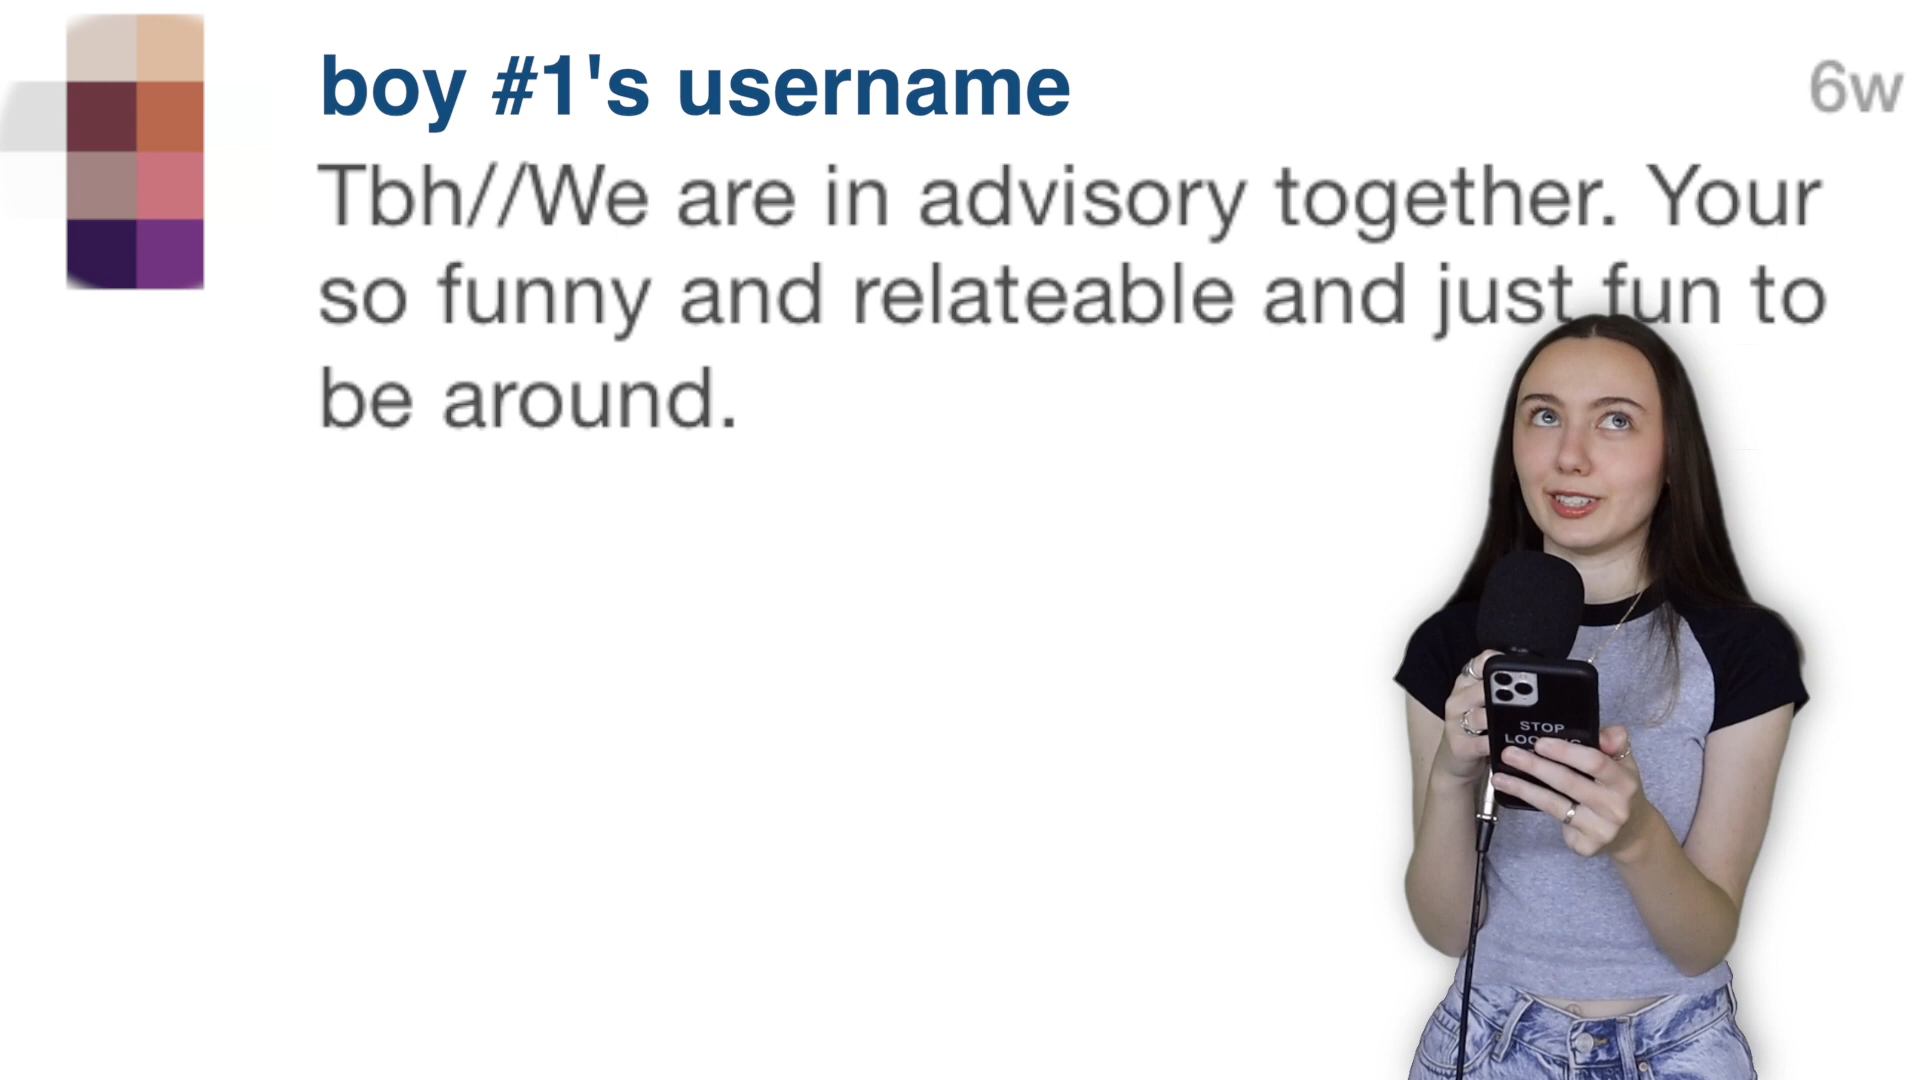 boy #1's username
6w
Tbh//We are in advisory together. Your
so funny and relateable and just fun to
be around.
STOP